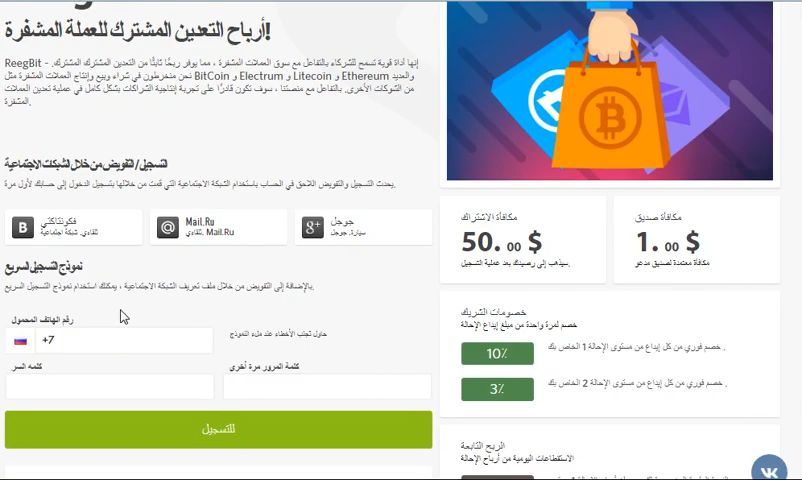 أرباح التعدين المشترك للعملة المشفرة!
ReegBit - إنها أداة قوية تسمح للشركاء بالتفاعل مع سوق العملات المشفرة ، مما يوفر ربحًا ثابتًا من التعدين المشترك المشترك.
نحن منخرطون في شراء وبيع وإنتاج العملات المشفرة مثل BitCoin و Electrum و Litecoin و Ethereum والعديد
من الشوكات الأخرى. بالتفاعل مع منصتنا ، سوف تكون قادرًا على تجربة إنتاجية الشراكات بشكل كامل في عملية تعدين العملات
المشفرة.
التسجيل / التفويض من خلال الشبكات الاجتماعية
يحدث التسجيل والتفويض اللاحق في الحساب باستخدام الشبكة الاجتماعية التي قمت من خلالها بتسجيل الدخول إلى حسابك لأول مرة.
B
فكونتاكتي
تلقاءي. شبكة اجتماعية
@
Mail.Ru
تلقاءي. Mail.Ru
g+
جوجل
سيارة. جوجل
نموذج التسجيل السريع
بالإضافة إلى التفويض من خلال ملف تعريف الشبكة الاجتماعية ، يمكنك استخدام نموذج التسجيل السريع.
رقم الهاتف المحمول
+7
حاول تجنب الأخطاء عند ملء النموذج
كلمه السر
كلمة المرور مرة أخرى
للتسجيل
مكافأة الاشتراك
50. 00 $
سيذهب إلى رصيدك بعد عملية التسجيل.
مكافأة صديق
1. 00 $
مكافأة معتمدة لصديق مدعو
خصومات الشريك
خصم لمرة واحدة من مبلغ إيداع الإحالة
10٪
خصم فوري من كل إيداع من مستوى الإحالة 1 الخاص بك .
3٪
خصم فوري من كل إيداع من مستوى الإحالة 2 الخاص بك .
الربح التابعة
الاستقطاعات اليومية من أرباح الإحالة